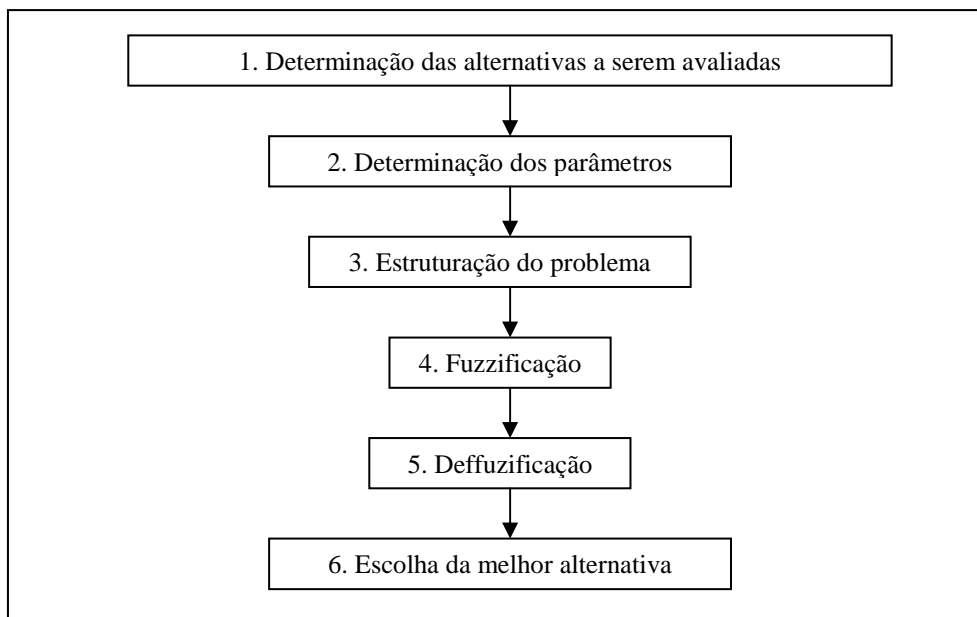 1. Determinação das alternativas a serem avaliadas
2. Determinação dos parâmetros
3. Estruturação do problema
4. Fuzzificação
5. Deffuzificação
6. Escolha da melhor alternativa